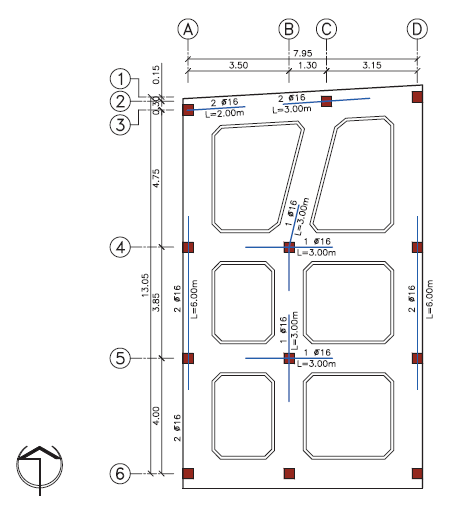 A B C D
7.95
3.50 1.30 3.15
1
0.15
2
0.30
3
2 Ø16
L=2.00m
2 Ø16
L=3.00m
4.75
1 Ø16
L=3.00m
4
1 Ø16
L=3.00m
13.05
3.85
2 Ø16
L=6.00m
1 Ø16
L=3.00m
2 Ø16
L=6.00m
5
1 Ø16
L=3.00m
4.00
2 Ø16
6